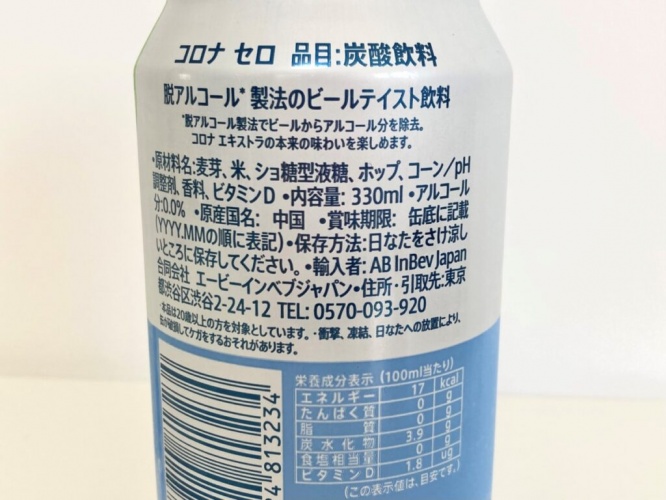 コロナ セロ 品目:炭酸飲料
脱アルコール* 製法のビールテイスト飲料
*脱アルコール製法でビールからアルコール分を除去。
コロナ エキストラの本来の味わいを楽しめます。
•原材料名:麦芽、米、ショ糖型液糖、ホップ、コーン/pH
調整剤、香料、ビタミンD •内容量: 330ml •アルコール
分:0.0% •原産国名: 中国 •賞味期限: 缶底に記載
(YYYY.MMの順に表記) •保存方法:日なたをさけ涼し
いところに保存してください。•輸入者: AB InBev Japan
合同会社 エービーインベブジャパン•住所・引取先:東京
都渋谷区渋谷2-24-12 TEL: 0570-093-920
•本品は20歳以上の方を対象としています。•衝撃、凍結、日なたへの放置により、
缶が破損してケガをするおそれがあります。
栄養成分表示 (100ml当たり)
エネルギー 17 kcal
たんぱく質 0 g
脂質 0 g
炭水化物 3.9 g
食塩相当量 0 g
ビタミンD 1.8 ug
(この表示値は、目安です。)
4813234